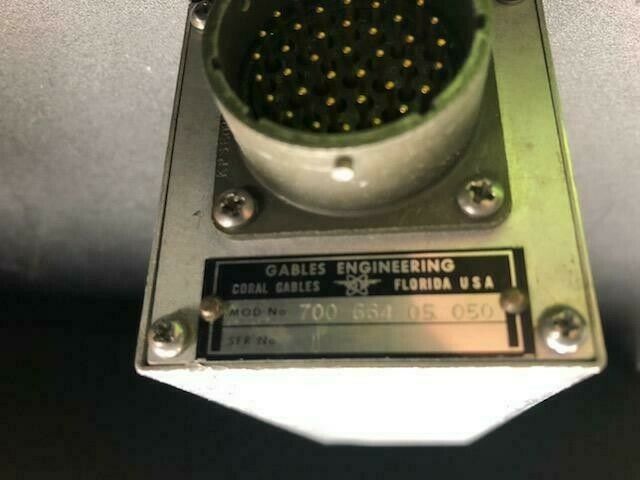 GABLES ENGINEERING
CORAL GABLES FLORIDA USA
MOD No 700 664 05 050
SER No